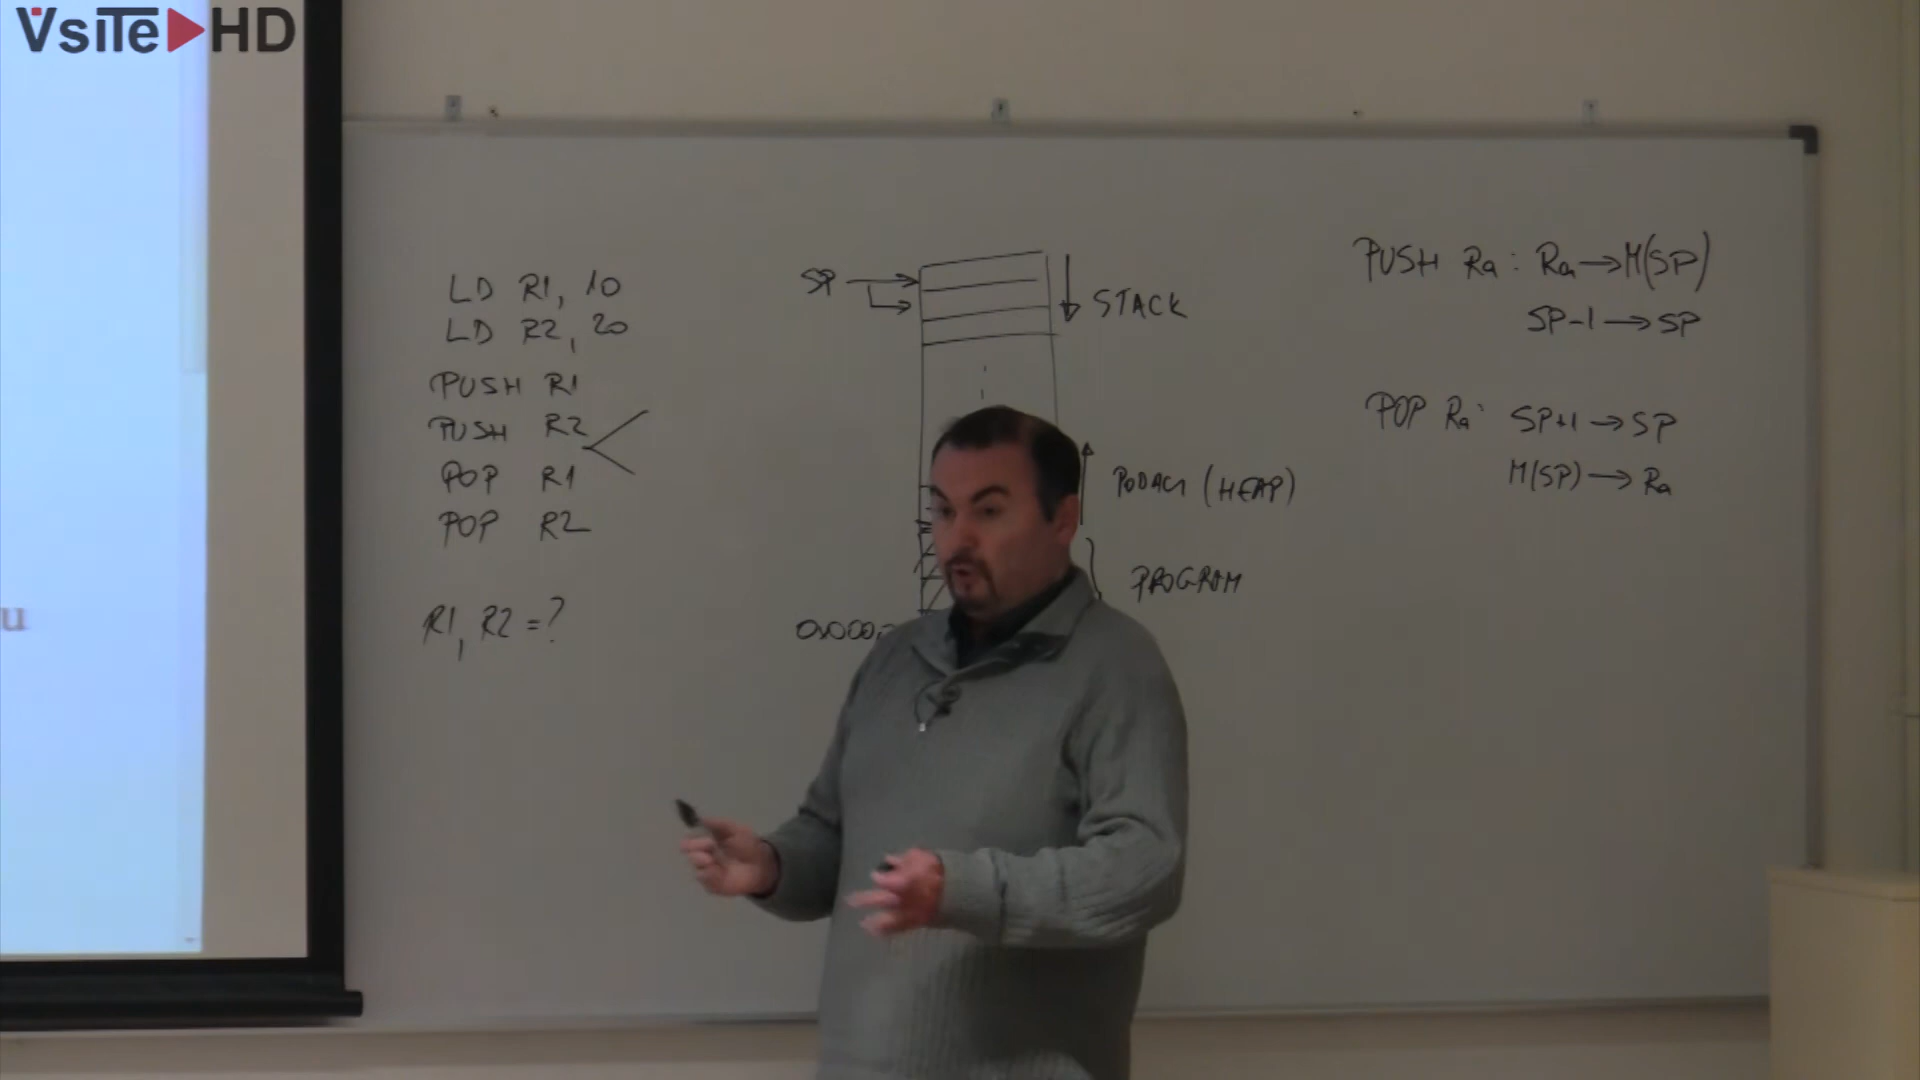 VsiTe HD
LD R1, 10
LD R2, 20
PUSH R1
PUSH R2
POP R1
POP R2
R1, R2 = ?
SP
STACK
PODACI (HEAP)
PROGRAM
0x000
PUSH Ra: Ra → M(SP)
SP-1 → SP
POP Ra: SP+1 → SP
M(SP) → Ra
u